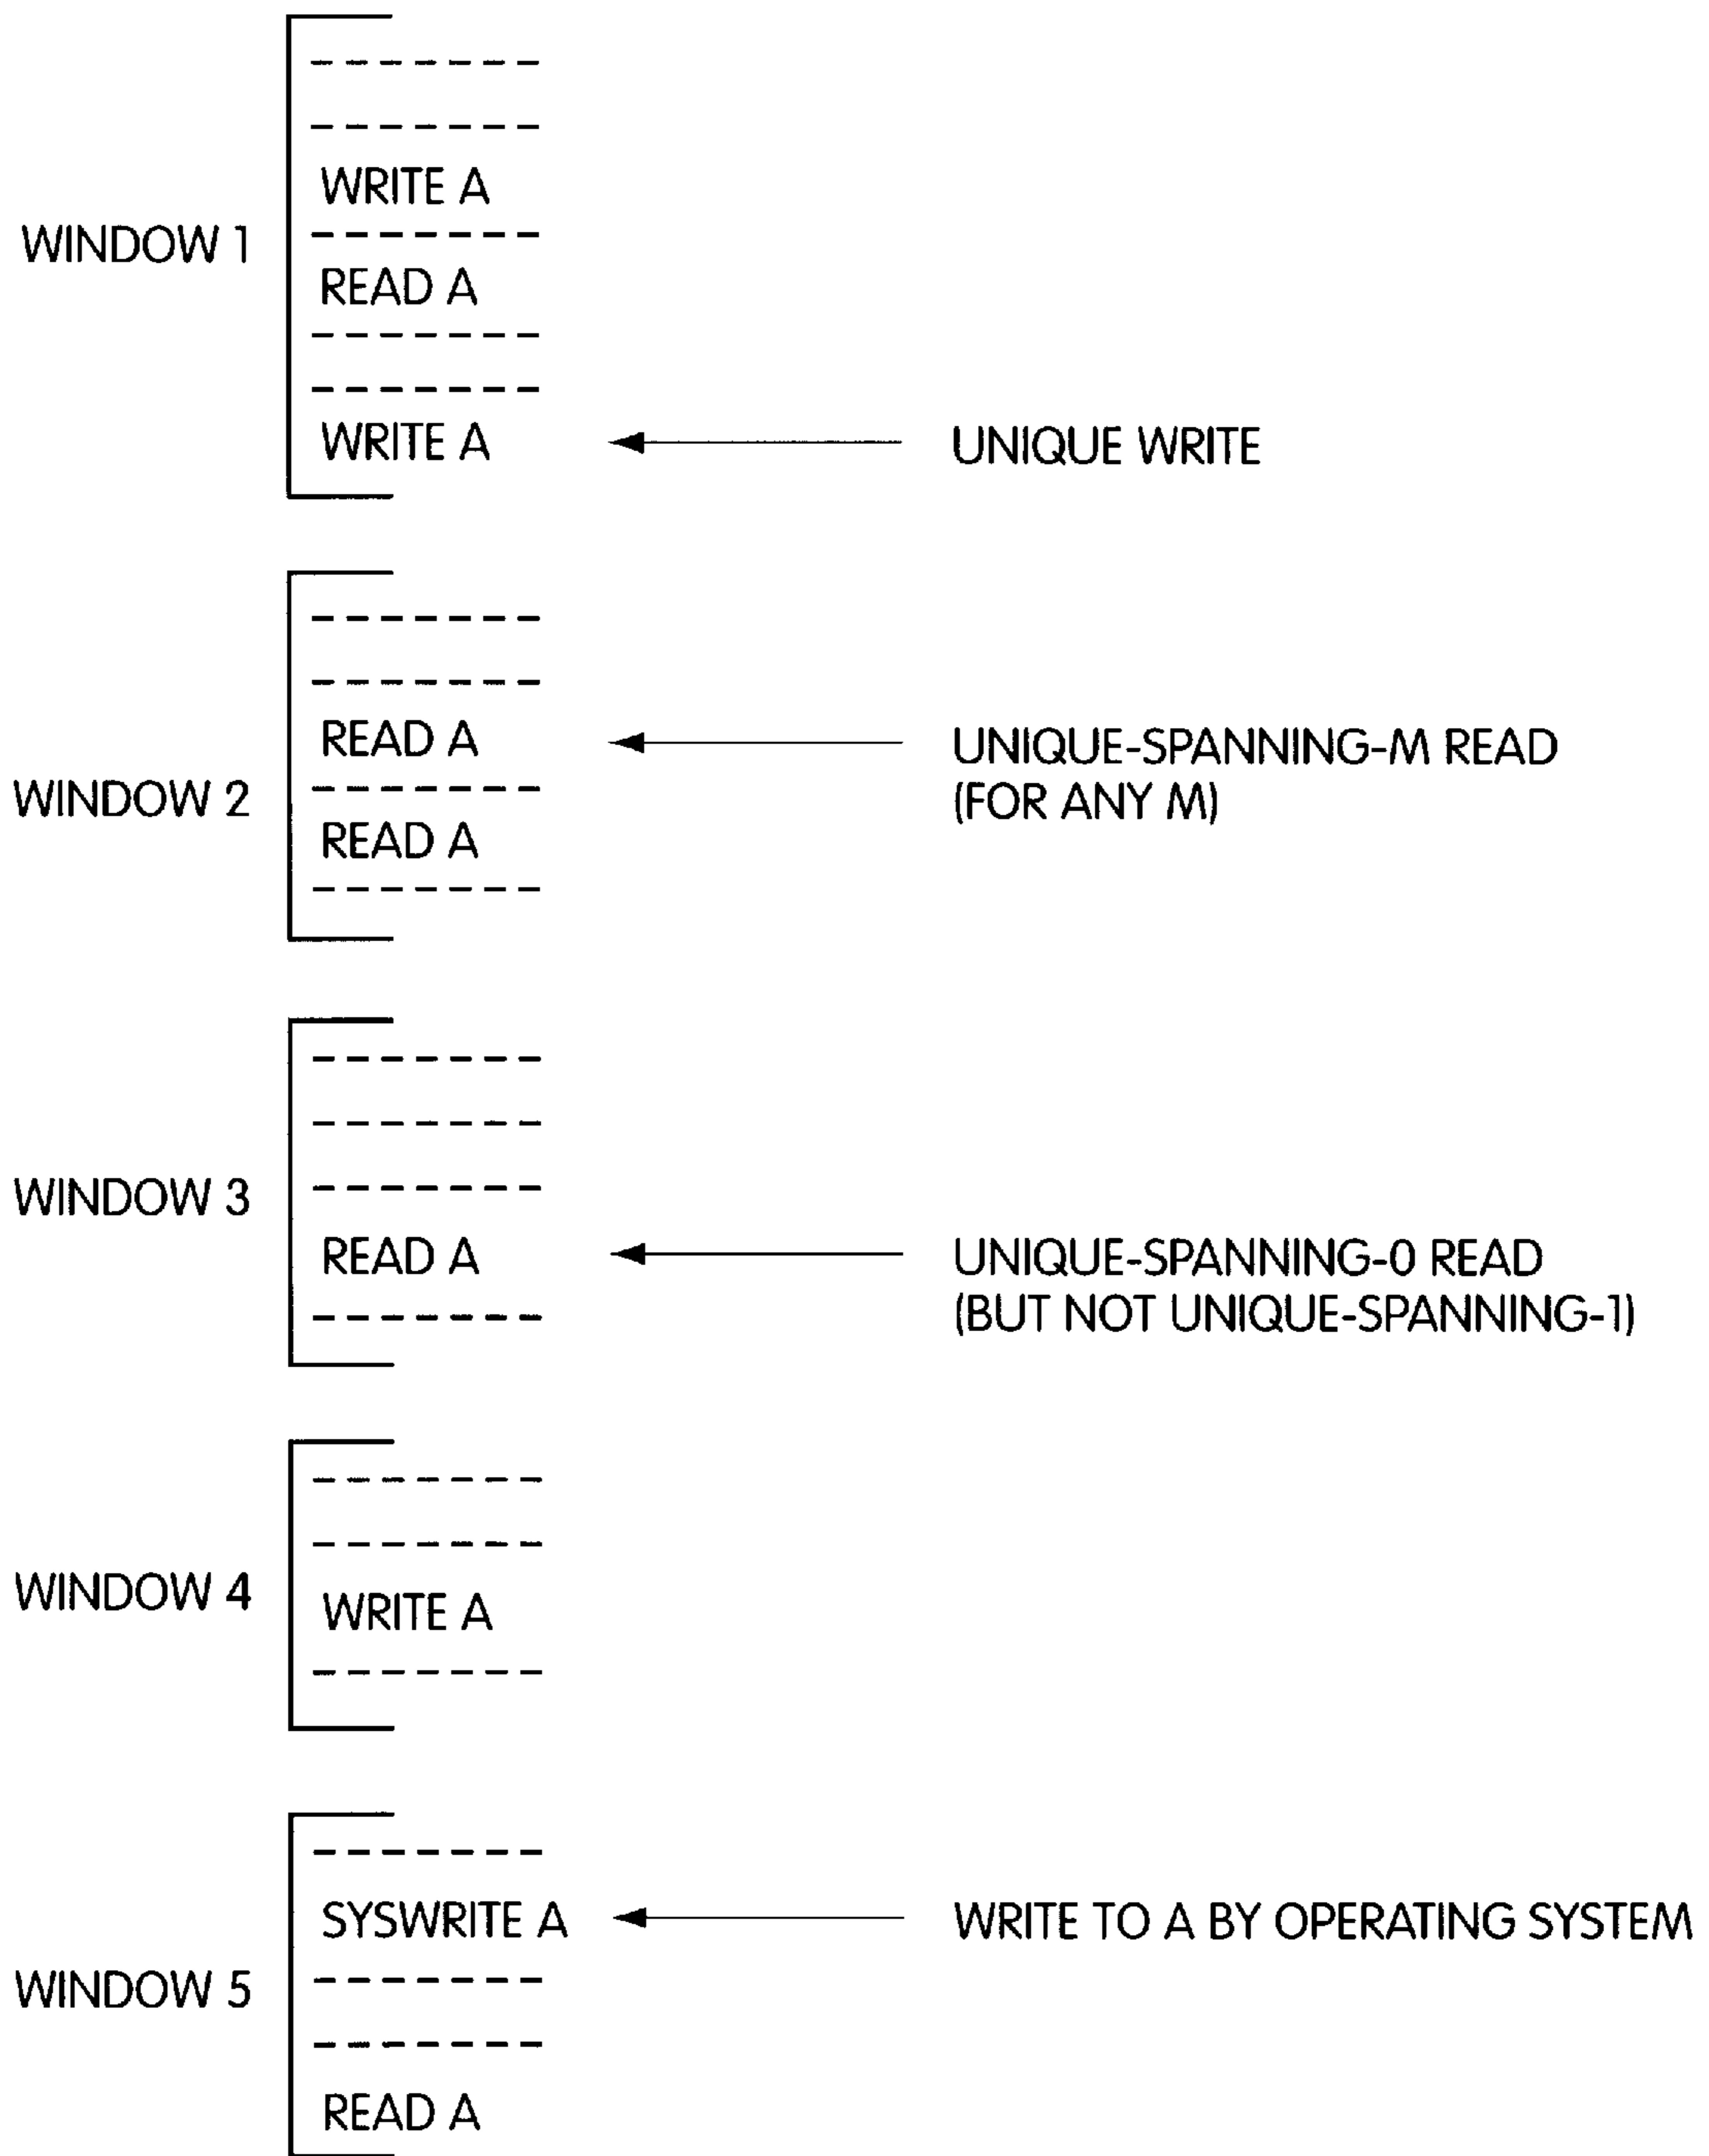 WRITE A
WINDOW 1
READ A
WRITE A
UNIQUE WRITE
READ A
UNIQUE-SPANNING-M READ
(FOR ANY M)
WINDOW 2
READ A
WINDOW 3
READ A
UNIQUE-SPANNING-0 READ
(BUT NOT UNIQUE-SPANNING-1)
WINDOW 4
WRITE A
SYSWRITE A
WRITE TO A BY OPERATING SYSTEM
WINDOW 5
READ A